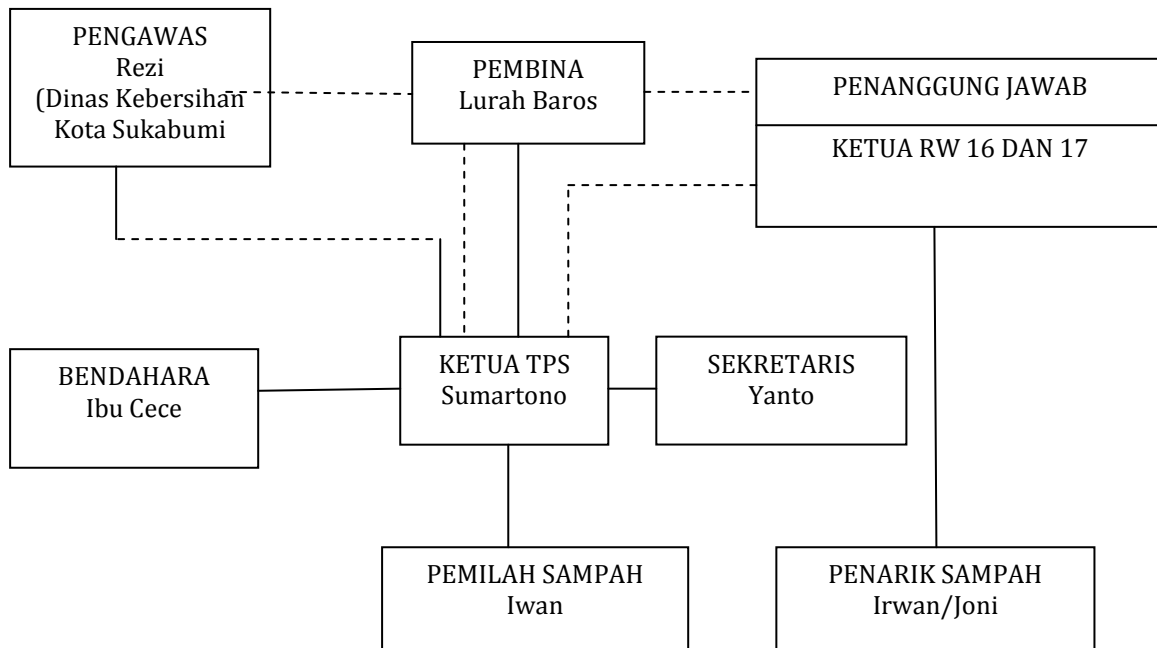 PENGAWAS
Rezi
(Dinas Kebersihan
Kota Sukabumi
PEMBINA
Lurah Baros
PENANGGUNG JAWAB
KETUA RW 16 DAN 17
BENDAHARA
Ibu Cece
KETUA TPS
Sumartono
SEKRETARIS
Yanto
PEMILAH SAMPAH
Iwan
PENARIK SAMPAH
Irwan/Joni